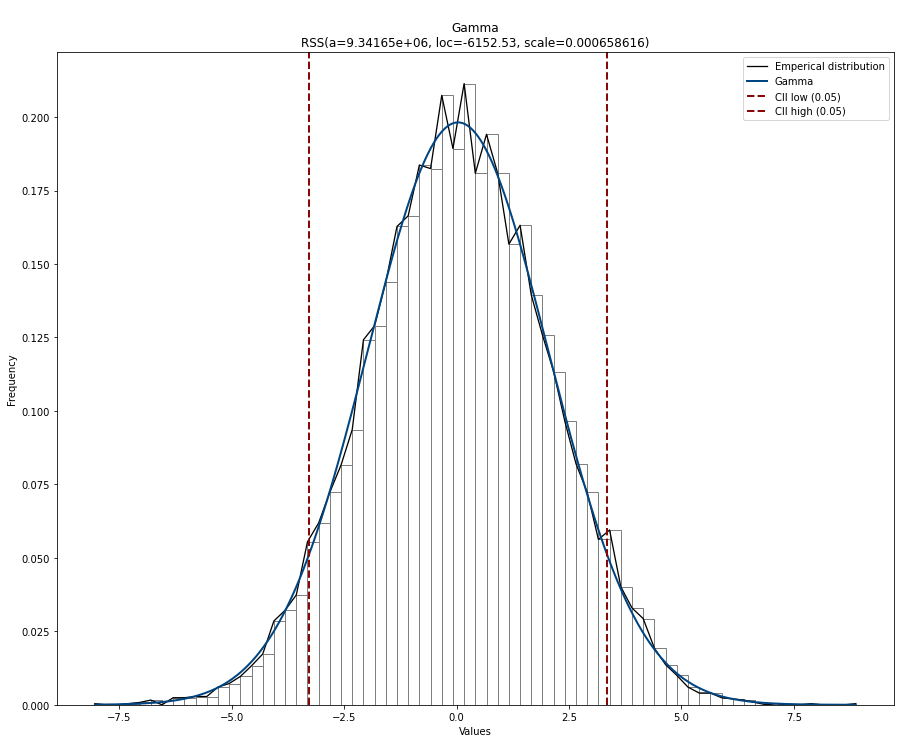 Gamma
RSS(a=9.34165e+06, loc=-6152.53, scale=0.000658616)
Emperical distribution
Gamma
CII low (0.05)
CII high (0.05)
Frequency
0.200
0.175
0.150
0.125
0.100
0.075
0.050
0.025
0.000
−7.5
−5.0
−2.5
0.0
2.5
5.0
7.5
Values